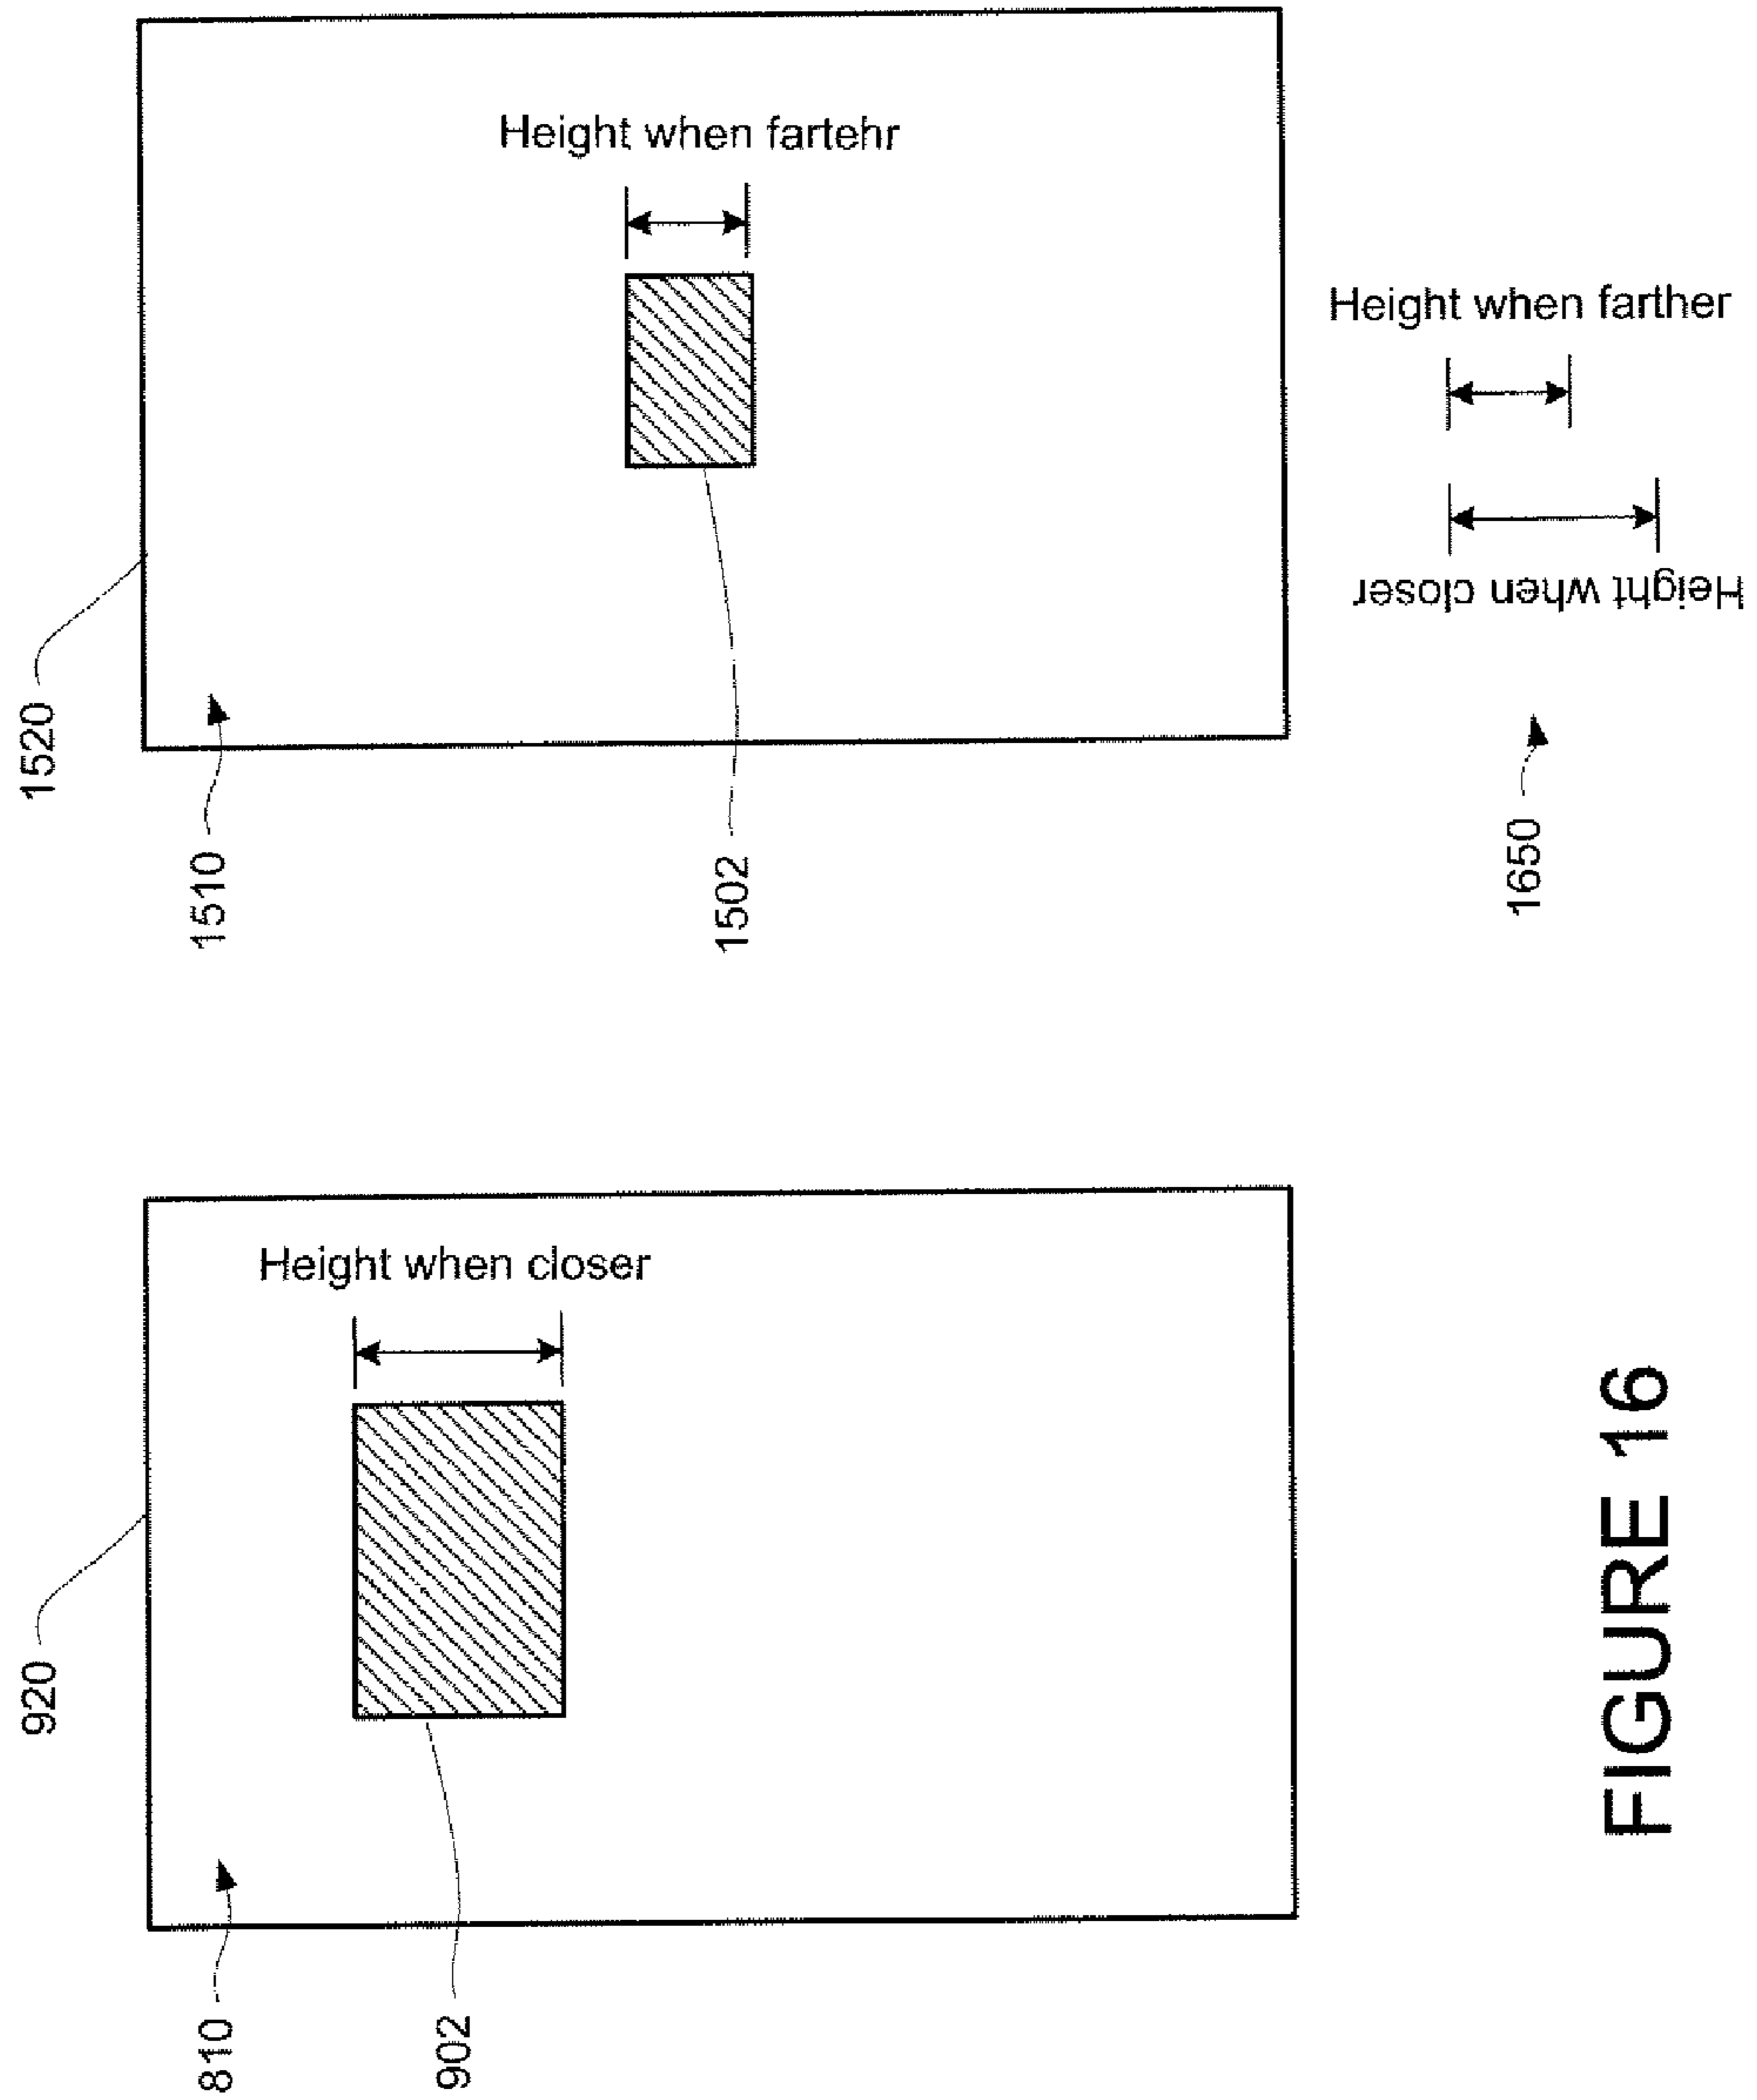 920
810
902
Height when closer
1520
1510
1502
Height when fartehr
1650
Height when closer
Height when farther
FIGURE 16